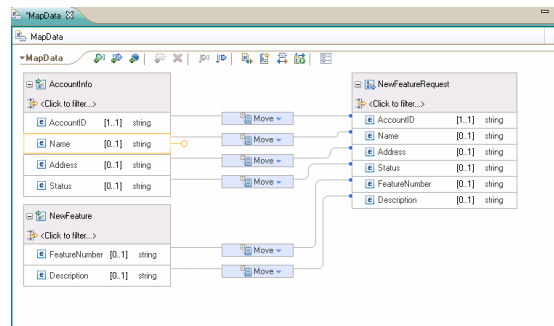 *MapData
MapData
MapData
AccountInfo
<Click to filter...>
AccountID [1..1] string
Name [0..1] string
Address [0..1] string
Status [0..1] string
NewFeature
<Click to filter...>
FeatureNumber [0..1] string
Description [0..1] string
Move
Move
Move
Move
Move
Move
NewFeatureRequest
<Click to filter...>
AccountID [1..1] string
Name [0..1] string
Address [0..1] string
Status [0..1] string
FeatureNumber [0..1] string
Description [0..1] string